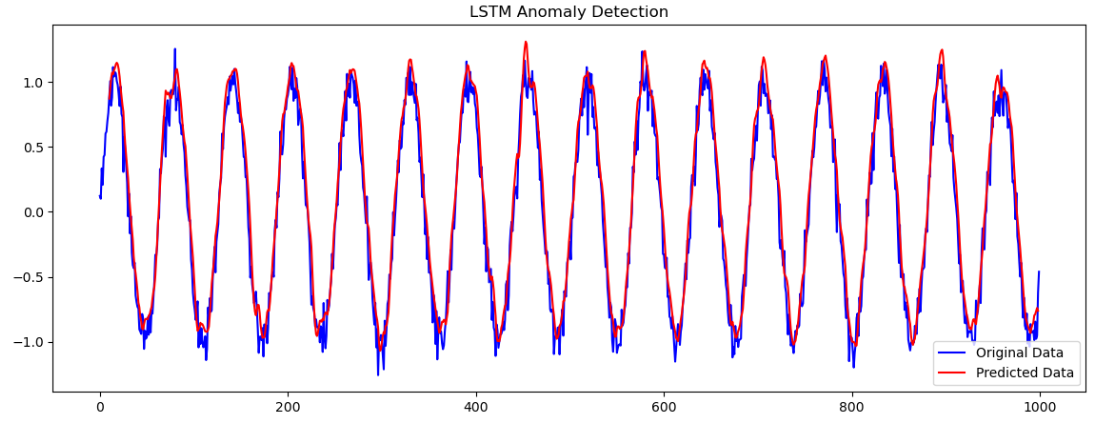 LSTM Anomaly Detection
1.0
0.5
0.0
−0.5
−1.0
Original Data
Predicted Data
0 200 400 600 800 1000